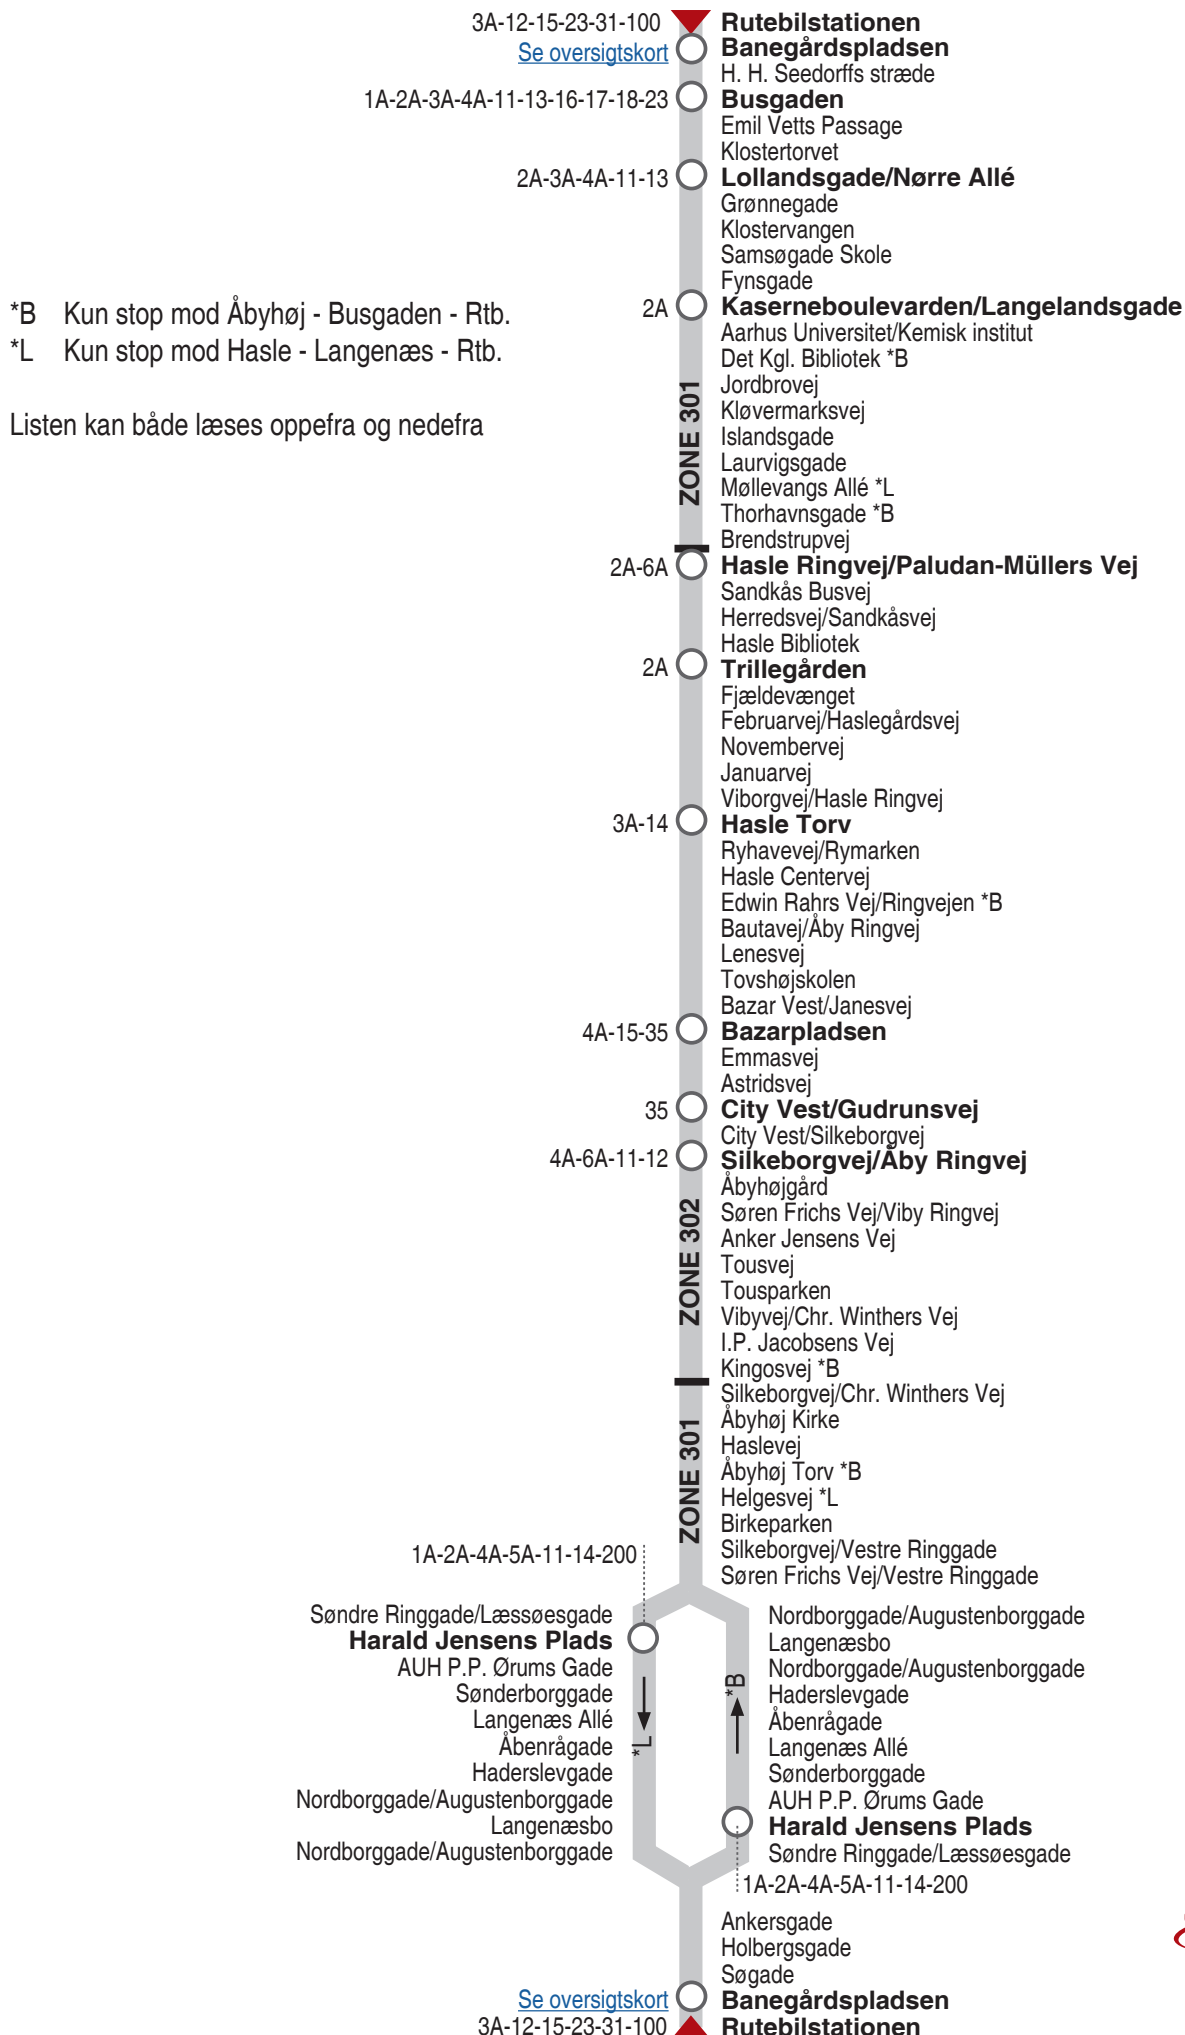 3A-12-15-23-31-100 Rutebilstationen
Se oversigtskort Banegårdspladsen
H. H. Seedorffs stræde
1A-2A-3A-4A-11-13-16-17-18-23 Busgaden
Emil Vetts Passage
Klostertorvet
2A-3A-4A-11-13 Lollandsgade/Nørre Allé
Grønnegade
Klostervangen
Samsøgade Skole
Fynsgade
*B Kun stop mod Åbyhøj - Busgaden - Rtb.
*L Kun stop mod Hasle - Langenæs - Rtb.
Listen kan både læses oppefra og nedefra
2A Kaserneboulevarden/Langelandsgade
Aarhus Universitet/Kemisk institut
Det Kgl. Bibliotek *B
ZONE 301
Jordbrovej
Kløvermarksvej
Islandsgade
Laurvigsgade
Møllevangs Allé *L
Thorhavnsgade *B
Brendstrupvej
2A-6A Hasle Ringvej/Paludan-Müllers Vej
Sandkås Busvej
Herredsvej/Sandkåsvej
Hasle Bibliotek
2A Trillegården
Fjældevænget
Februarvej/Haslegårdsvej
Novembervej
Januarvej
Viborgvej/Hasle Ringvej
3A-14 Hasle Torv
Ryhavevej/Rymarken
Hasle Centervej
Edwin Rahrs Vej/Ringvejen *B
Bautavej/Åby Ringvej
Lenesvej
Tovshøjskolen
Bazar Vest/Janesvej
4A-15-35 Bazarpladsen
Emmasvej
Astridsvej
35 City Vest/Gudrunsvej
City Vest/Silkeborgvej
4A-6A-11-12 Silkeborgvej/Åby Ringvej
Åbyhøjgård
ZONE 302
Søren Frichs Vej/Viby Ringvej
Anker Jensens Vej
Tousvej
Tousparken
Vibyvej/Chr. Winthers Vej
I.P. Jacobsens Vej
Kingosvej *B
Silkeborgvej/Chr. Winthers Vej
ZONE 301
Åbyhøj Kirke
Haslevej
Åbyhøj Torv *B
Helgesvej *L
Birkeparken
Silkeborgvej/Vestre Ringgade
Søren Frichs Vej/Vestre Ringgade
1A-2A-4A-5A-11-14-200
Søndre Ringgade/Læssøesgade
Harald Jensens Plads
AUH P.P. Ørums Gade
Sønderborggade
Langenæs Allé
Åbenrågade
Haderslevgade
Nordborggade/Augustenborggade
Langenæsbo
Nordborggade/Augustenborggade
*L
*B
Nordborggade/Augustenborggade
Langenæsbo
Nordborggade/Augustenborggade
Haderslevgade
Åbenrågade
Langenæs Allé
Sønderborggade
AUH P.P. Ørums Gade
Harald Jensens Plads
Søndre Ringgade/Læssøesgade
1A-2A-4A-5A-11-14-200
Ankersgade
Holbergsgade
Søgade
Se oversigtskort Banegårdspladsen
3A-12-15-23-31-100 Rutebilstationen